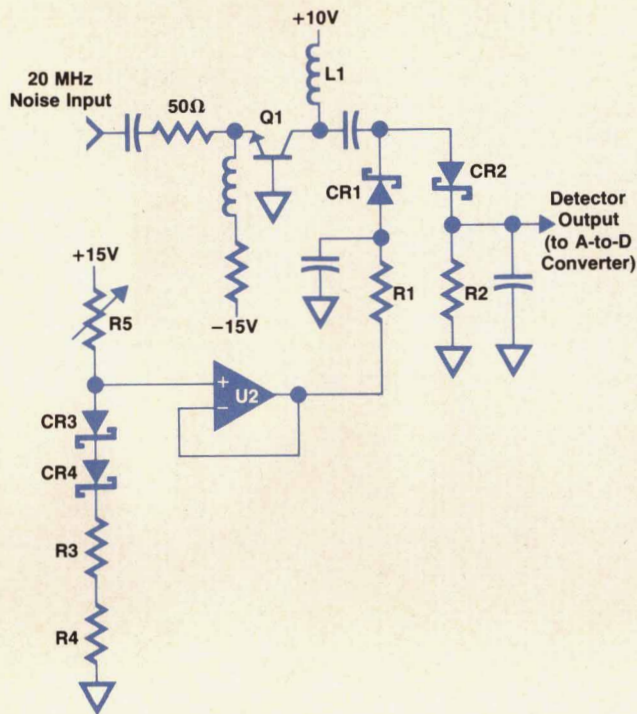 +10V
L1
20 MHz
Noise Input
50Ω
Q1
CR1
CR2
Detector
Output
(to A-to-D
Converter)
+15V
R5
−15V
R1
R2
+
U2
−
CR3
CR4
R3
R4